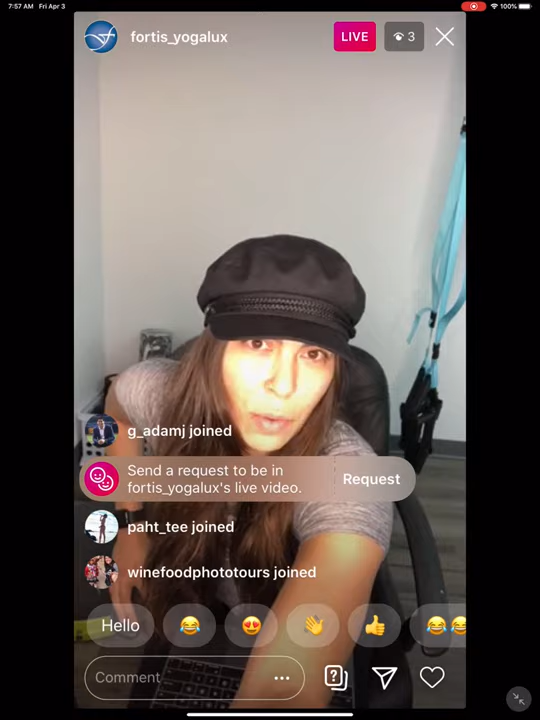 7:57 AM Fri Apr 3
100%
fortis_yogalux
LIVE
3
g_adamj joined
Send a request to be in
fortis_yogalux's live video.
Request
paht_tee joined
winefoodphototours joined
Hello
Comment